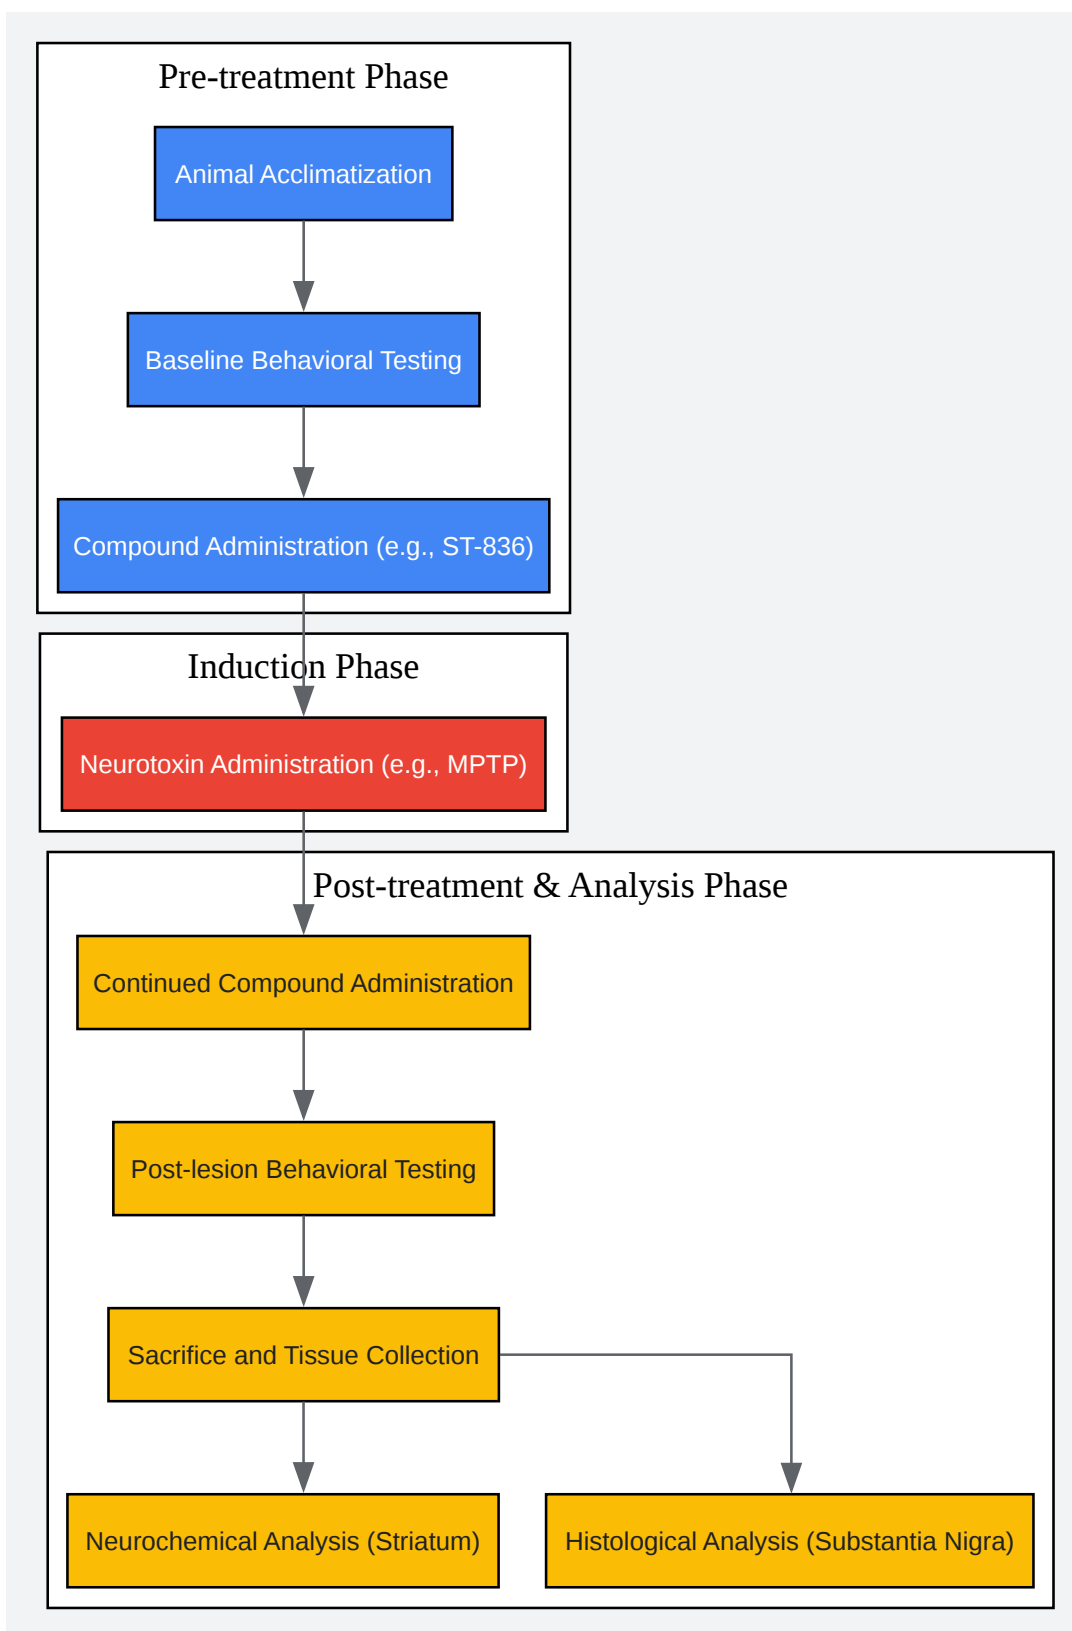 Pre-treatment Phase
Animal Acclimatization
Baseline Behavioral Testing
Compound Administration (e.g., ST-836)
Induction Phase
Neurotoxin Administration (e.g., MPTP)
Post-treatment & Analysis Phase
Continued Compound Administration
Post-lesion Behavioral Testing
Sacrifice and Tissue Collection
Neurochemical Analysis (Striatum)
Histological Analysis (Substantia Nigra)